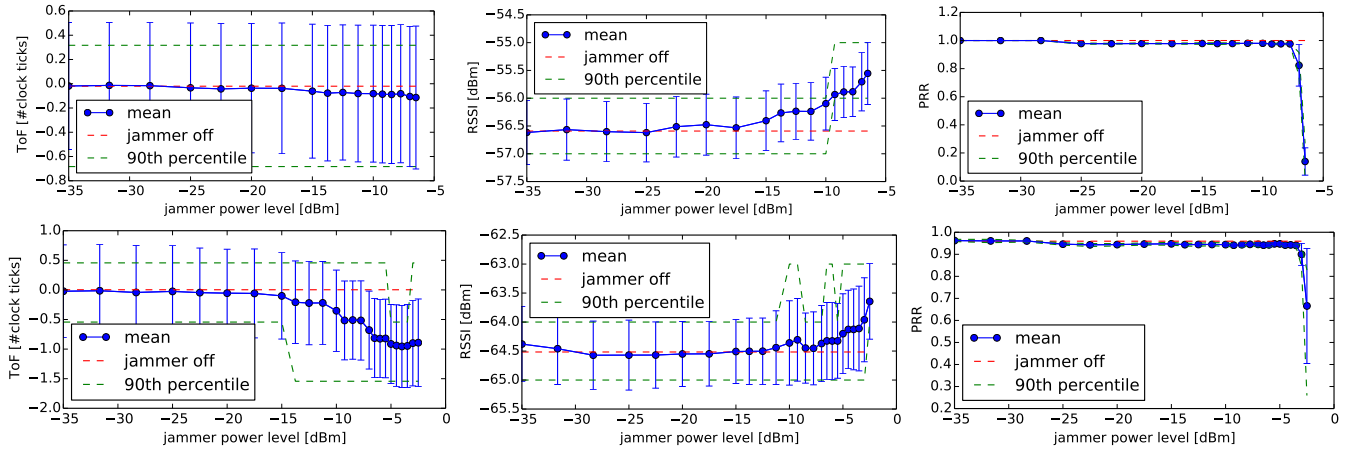 0.6
0.4
0.2
0.0
−0.2
−0.4
−0.6
−0.8
ToF [#clock ticks]
mean
jammer off
90th percentile
−35 −30 −25 −20 −15 −10 −5
jammer power level [dBm]
−54.5
−55.0
−55.5
−56.0
−56.5
−57.0
−57.5
RSSI [dBm]
mean
jammer off
90th percentile
−35 −30 −25 −20 −15 −10 −5
jammer power level [dBm]
1.2
1.0
0.8
0.6
0.4
0.2
0.0
PRR
mean
jammer off
90th percentile
−35 −30 −25 −20 −15 −10 −5
jammer power level [dBm]
1.0
0.5
0.0
−0.5
−1.0
−1.5
−2.0
ToF [#clock ticks]
mean
jammer off
90th percentile
−35 −30 −25 −20 −15 −10 −5 0
jammer power level [dBm]
−62.5
−63.0
−63.5
−64.0
−64.5
−65.0
−65.5
RSSI [dBm]
mean
jammer off
90th percentile
−35 −30 −25 −20 −15 −10 −5 0
jammer power level [dBm]
1.0
0.9
0.8
0.7
0.6
0.5
0.4
0.3
0.2
PRR
mean
jammer off
90th percentile
−35 −30 −25 −20 −15 −10 −5 0
jammer power level [dBm]